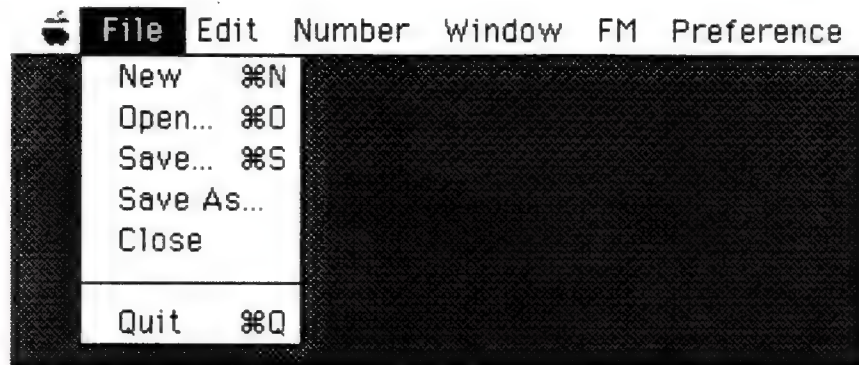 File Edit Number Window FM Preference
New ⌘N
Open... ⌘O
Save... ⌘S
Save As...
Close
Quit ⌘Q